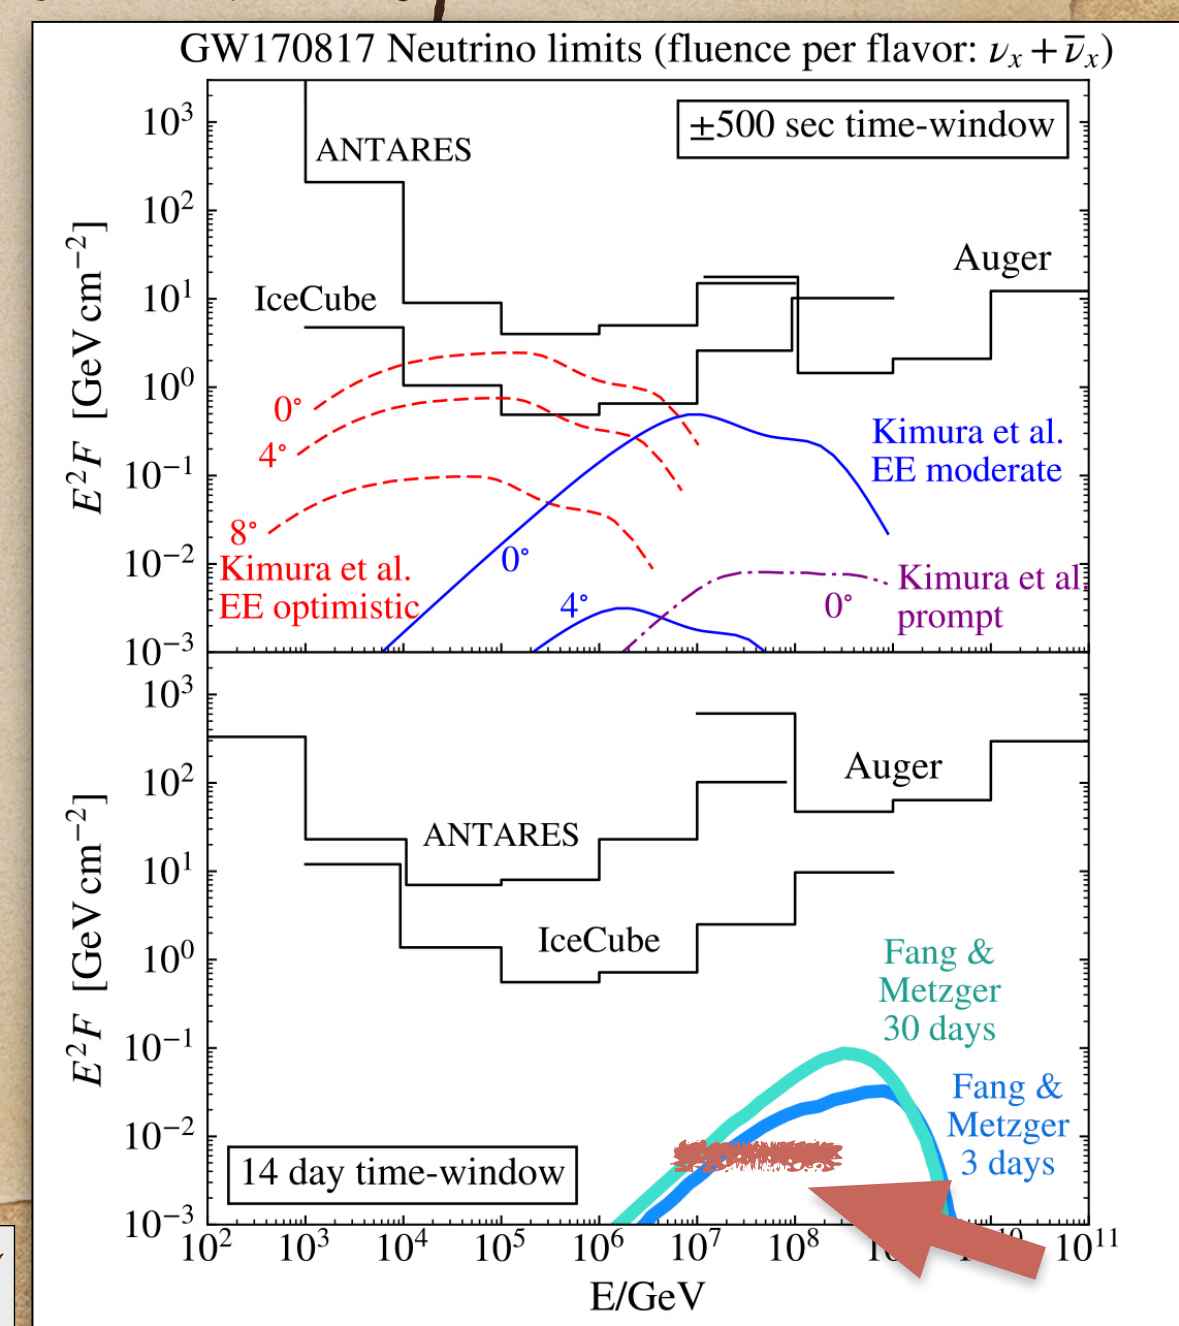 GW170817 Neutrino limits (fluence per flavor: νₓ + ν̄ₓ)
±500 sec time-window
10³
10²
10¹
10⁰
10⁻¹
10⁻²
10⁻³
E²F [GeV cm⁻²]
ANTARES
IceCube
Auger
0°
4°
8°
Kimura et al.
EE optimistic
Kimura et al.
EE moderate
0°
4°
Kimura et al.
prompt
0°
10³
10²
10¹
10⁰
10⁻¹
10⁻²
10⁻³
E²F [GeV cm⁻²]
Auger
ANTARES
IceCube
Fang &
Metzger
30 days
Fang &
Metzger
3 days
14 day time-window
10² 10³ 10⁴ 10⁵ 10⁶ 10⁷ 10⁸ 10¹¹
E/GeV